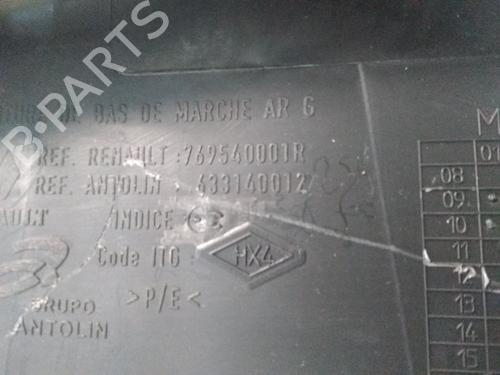 BAS DE MARCHE AR G
REF. RENAULT : 769540001R
REF. ANTOLIN : 633140012
INDICE
Code ITG : HX4
>P/E<
GRUPO
ANTOLIN
M
01
08
09
10
11
12
13
14
15
B-PARTS